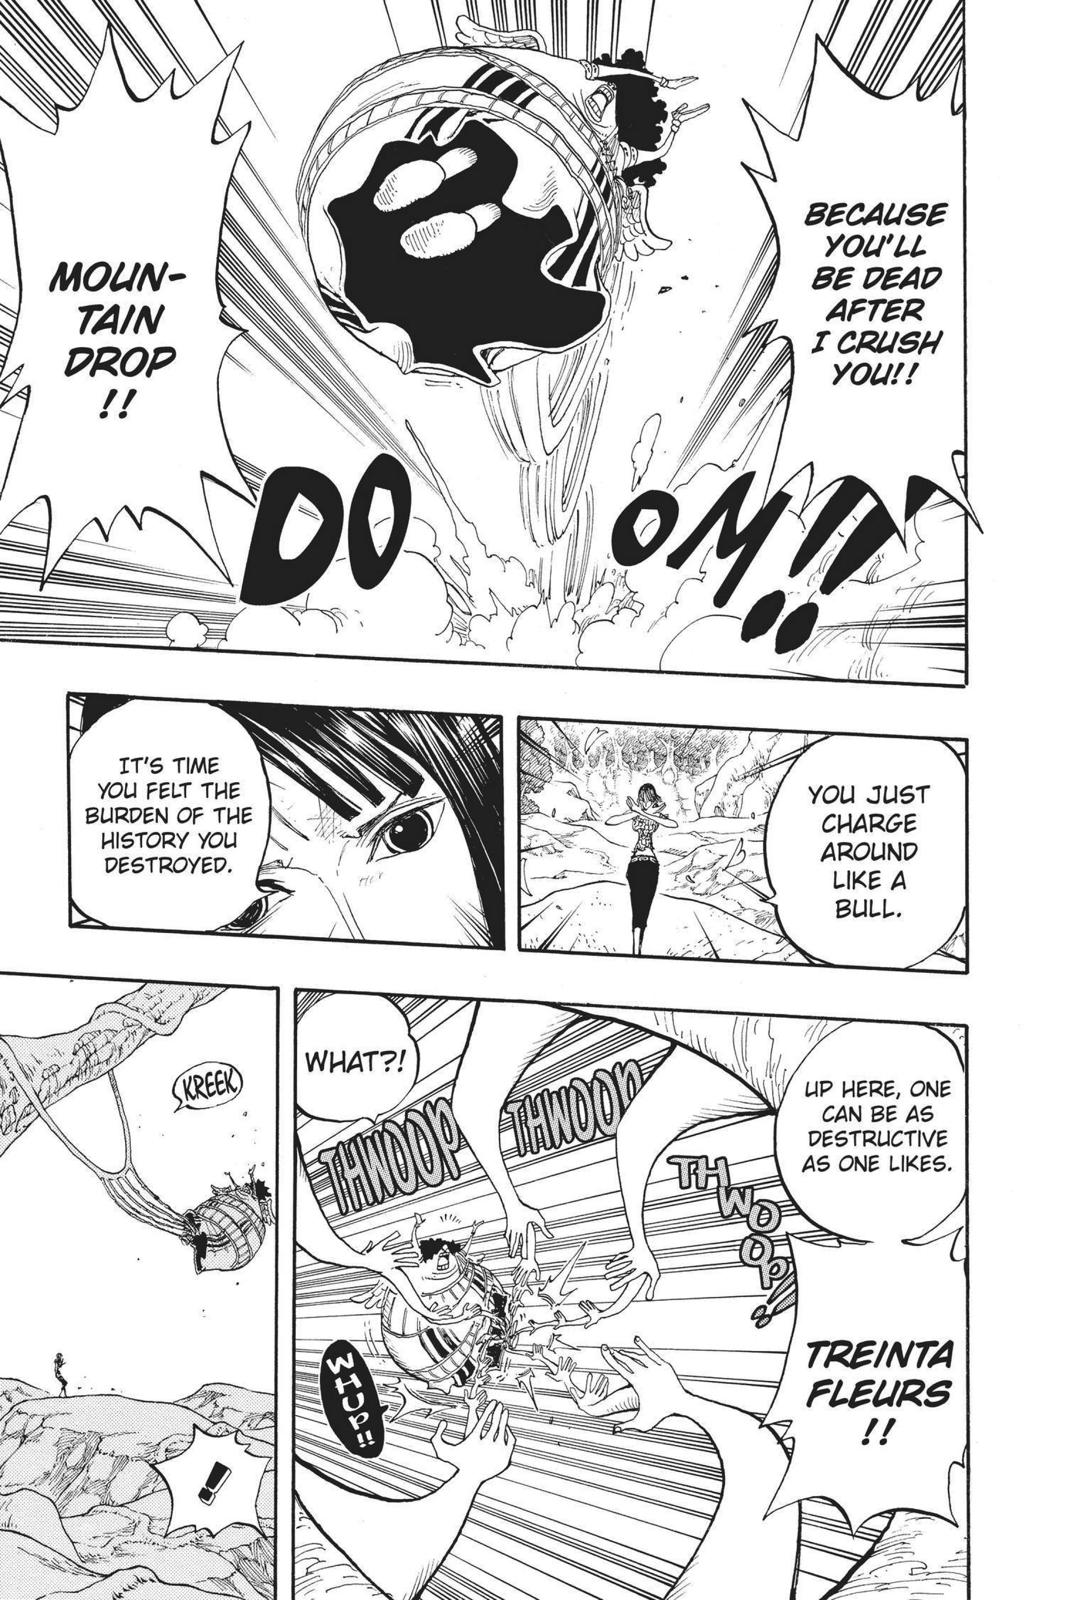 BECAUSE
YOU'LL
BE DEAD
AFTER
I CRUSH
YOU!!
MOUN-
TAIN
DROP
!!
DOOM!!
YOU JUST
CHARGE
AROUND
LIKE A
BULL.
IT'S TIME
YOU FELT THE
BURDEN OF THE
HISTORY YOU
DESTROYED.
UP HERE, ONE
CAN BE AS
DESTRUCTIVE
AS ONE LIKES.
TREINTA
FLEURS
!!
THWOOP!
THWOOP
THWOOP
WHAT?!
WHUP!!
KREEK
!